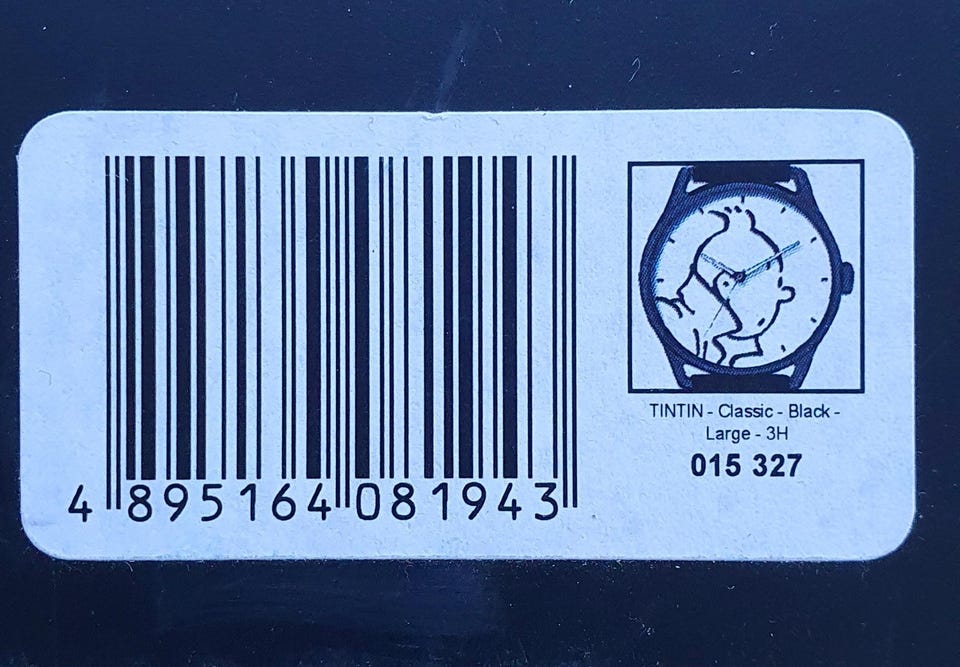 4 895164 081943
TINTIN - Classic - Black -
Large - 3H
015 327